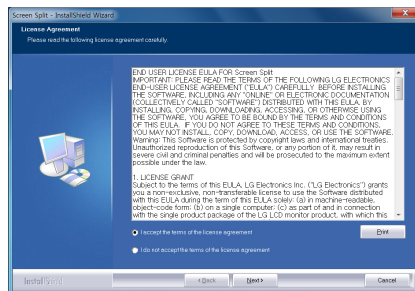 Screen Split - InstallShield Wizard
License Agreement
Please read the following license agreement carefully.
END USER LICENSE EULA FOR Screen Split
IMPORTANT: PLEASE READ THE TERMS OF THE FOLLOWING LG ELECTRONICS
END-USER LICENSE AGREEMENT ("EULA") CAREFULLY BEFORE INSTALLING
THE SOFTWARE, INCLUDING ANY "ONLINE" OR ELECTRONIC DOCUMENTATION
(COLLECTIVELY CALLED "SOFTWARE") DISTRIBUTED WITH THIS EULA. BY
INSTALLING, COPYING, DOWNLOADING, ACCESSING, OR OTHERWISE USING
THE SOFTWARE, YOU AGREE TO BE BOUND BY THE TERMS AND CONDITIONS
OF THIS EULA. IF YOU DO NOT AGREE TO THESE TERMS AND CONDITIONS,
YOU MAY NOT INSTALL, COPY, DOWNLOAD, ACCESS, OR USE THE SOFTWARE.
Warning: This Software is protected by copyright laws and international treaties.
Unauthorized reproduction of this Software, or any portion of it, may result in
severe civil and criminal penalties and will be prosecuted to the maximum extent
possible under the law.
1. LICENSE GRANT
Subject to the terms of this EULA, LG Electronics Inc. ("LG Electronics") grants
you a non-exclusive, non-transferable license to use the Software distributed
with this EULA during the term of this EULA solely: (a) in machine-readable,
object-code form; (b) on a single computer; (c) as part of and in connection
with the single product package of the LG LCD monitor product, with which this
I accept the terms of the license agreement
Print
I do not accept the terms of the license agreement
InstallShield
< Back
Next >
Cancel